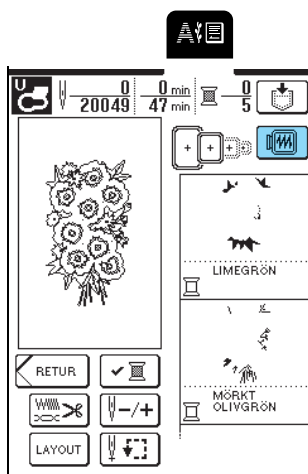 A
U
0 0 min 0
20049 47 min 5
LIMEGRÖN
RETUR
MÖRKT
OLIVGRÖN
-/+
LAYOUT